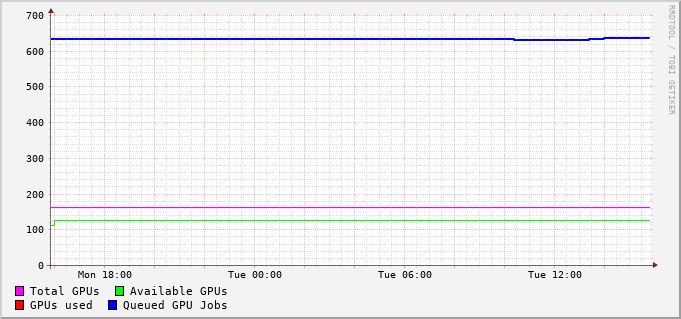 700
600
500
400
300
200
100
0
Mon 18:00 Tue 00:00 Tue 06:00 Tue 12:00
Total GPUs Available GPUs
GPUs used Queued GPU Jobs
RRDTOOL / TOBI OETIKER